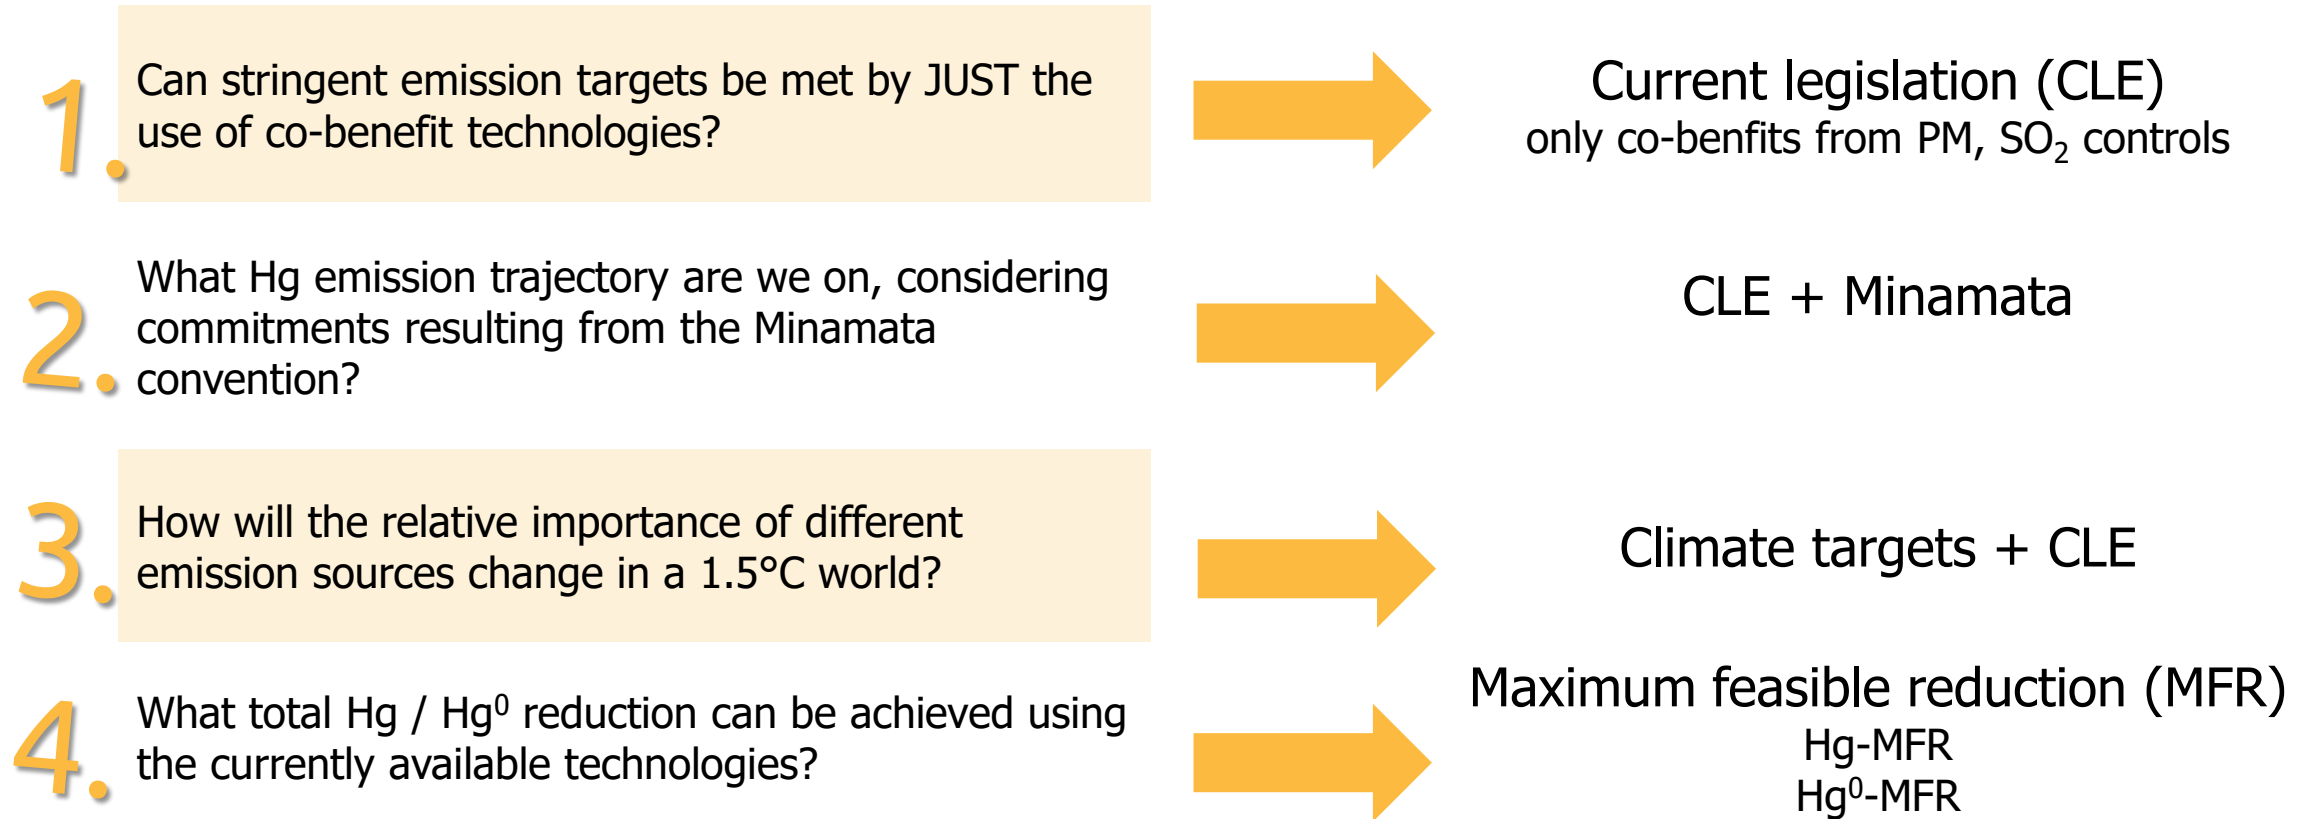 1.
Can stringent emission targets be met by JUST the
use of co-benefit technologies?
Current legislation (CLE)
only co-benfits from PM, SO₂ controls
2.
What Hg emission trajectory are we on, considering
commitments resulting from the Minamata
convention?
CLE + Minamata
3.
How will the relative importance of different
emission sources change in a 1.5°C world?
Climate targets + CLE
4.
What total Hg / Hg⁰ reduction can be achieved using
the currently available technologies?
Maximum feasible reduction (MFR)
Hg-MFR
Hg⁰-MFR